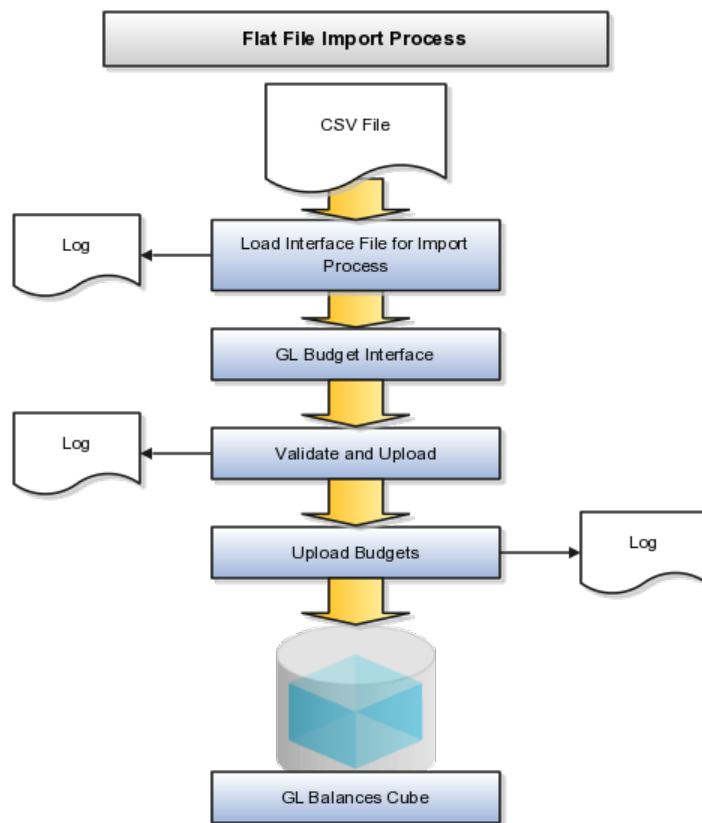 Flat File Import Process
CSV File
Log
Load Interface File for Import
Process
GL Budget Interface
Log
Validate and Upload
Upload Budgets
Log
GL Balances Cube